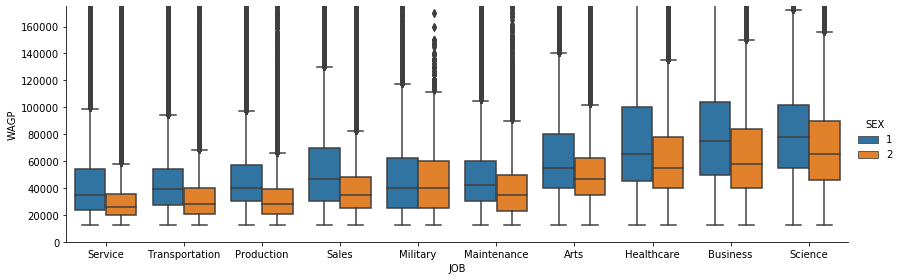 160000
140000
120000
100000
80000
60000
40000
20000
0
WAGP
Service Transportation Production Sales Military Maintenance Arts Healthcare Business Science
JOB
SEX
1
2